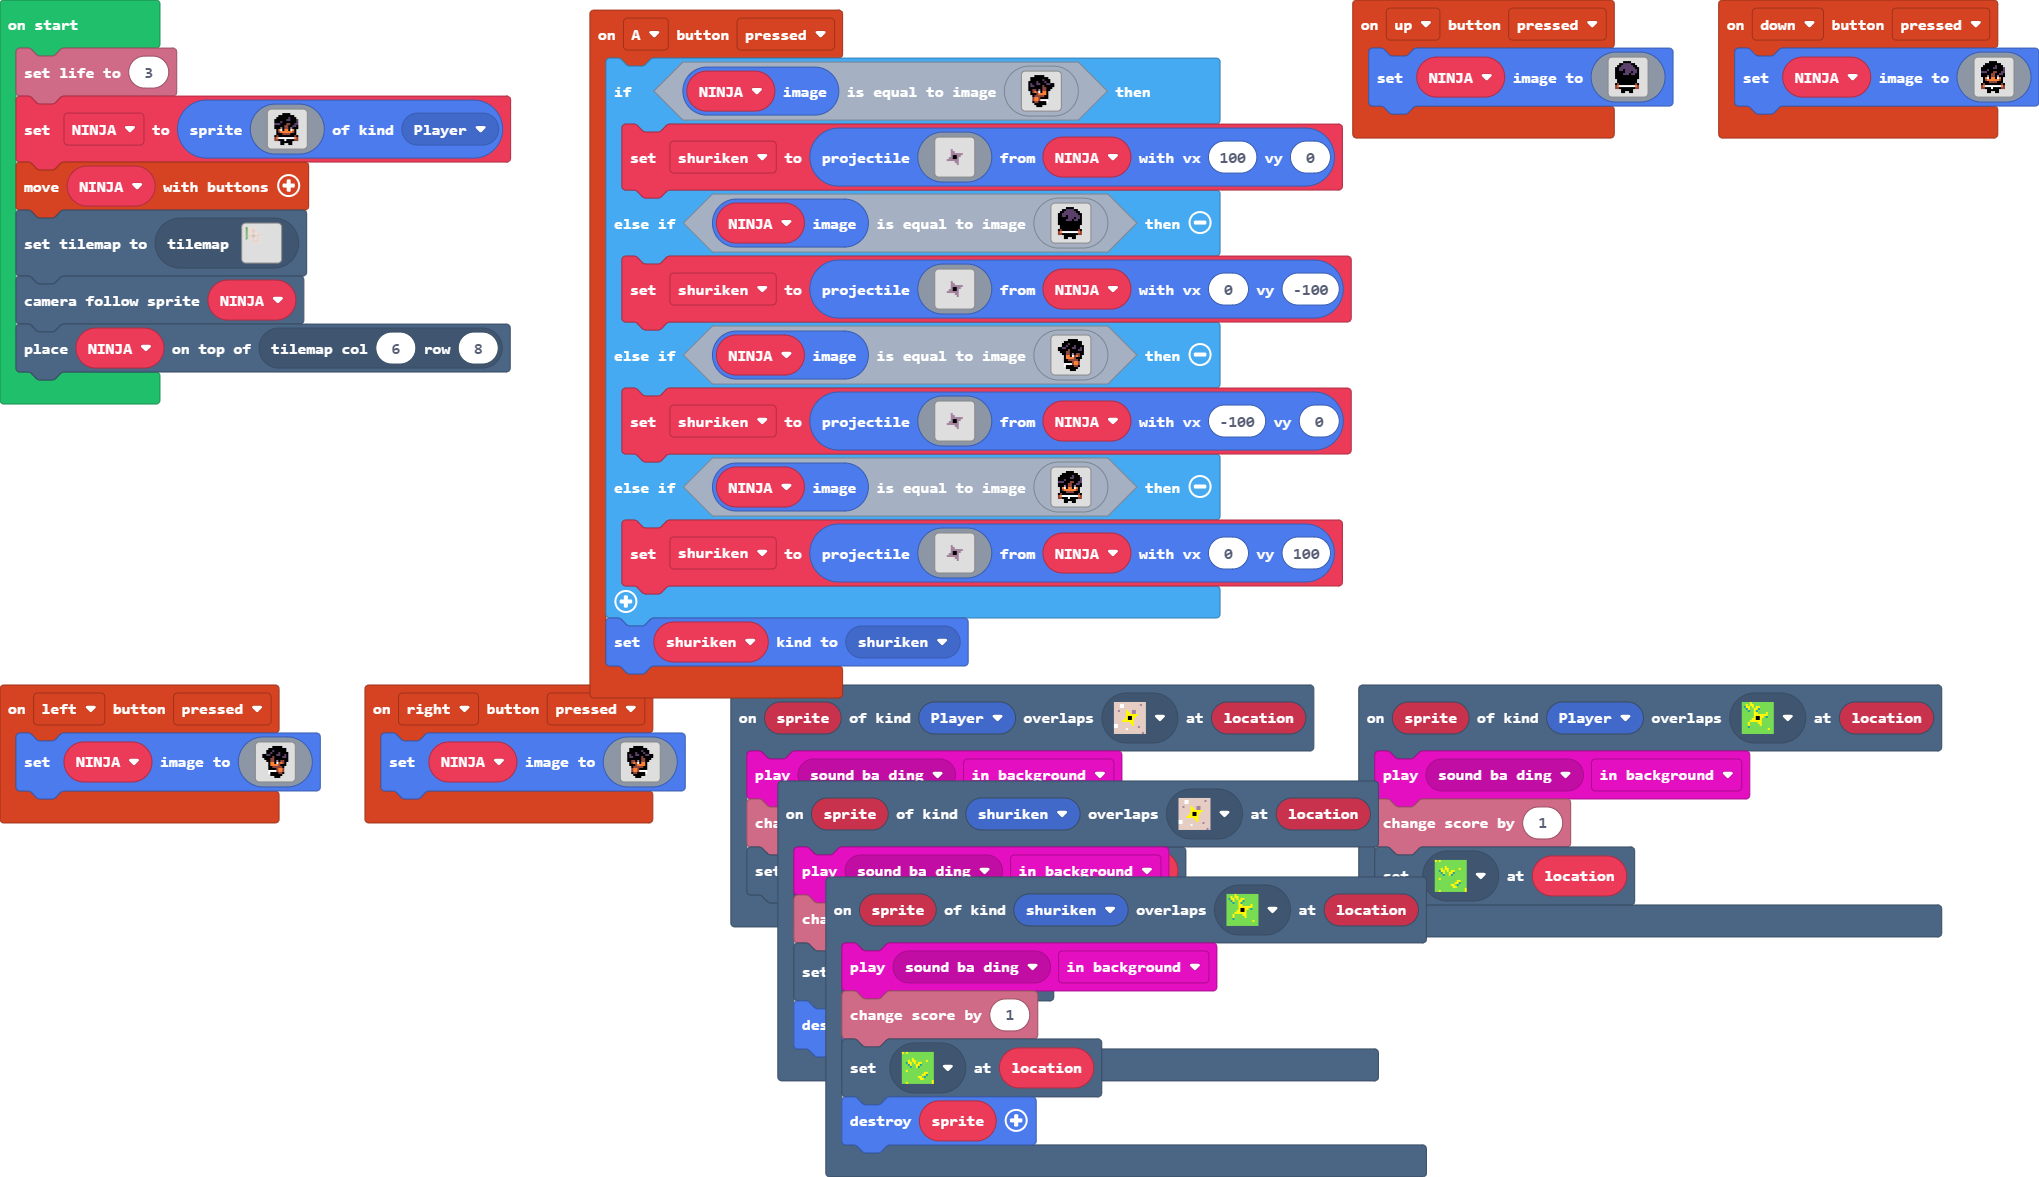 on start
set life to 3
set NINJA to sprite of kind Player
move NINJA with buttons
set tilemap to tilemap
camera follow sprite NINJA
place NINJA on top of tilemap col 6 row 8
on A button pressed
if NINJA image is equal to image then
set shuriken to projectile from NINJA with vx 100 vy 0
else if NINJA image is equal to image then
set shuriken to projectile from NINJA with vx 0 vy -100
else if NINJA image is equal to image then
set shuriken to projectile from NINJA with vx -100 vy 0
else if NINJA image is equal to image then
set shuriken to projectile from NINJA with vx 0 vy 100
set shuriken kind to shuriken
on up button pressed
set NINJA image to
on down button pressed
set NINJA image to
on left button pressed
set NINJA image to
on right button pressed
set NINJA image to
on sprite of kind Player overlaps at location
play sound ba ding in background
set
on sprite of kind Player overlaps at location
play sound ba ding in background
change score by 1
set at location
on sprite of kind shuriken overlaps at location
play sound ba ding in background
set
on sprite of kind shuriken overlaps at location
play sound ba ding in background
change score by 1
set at location
destroy sprite